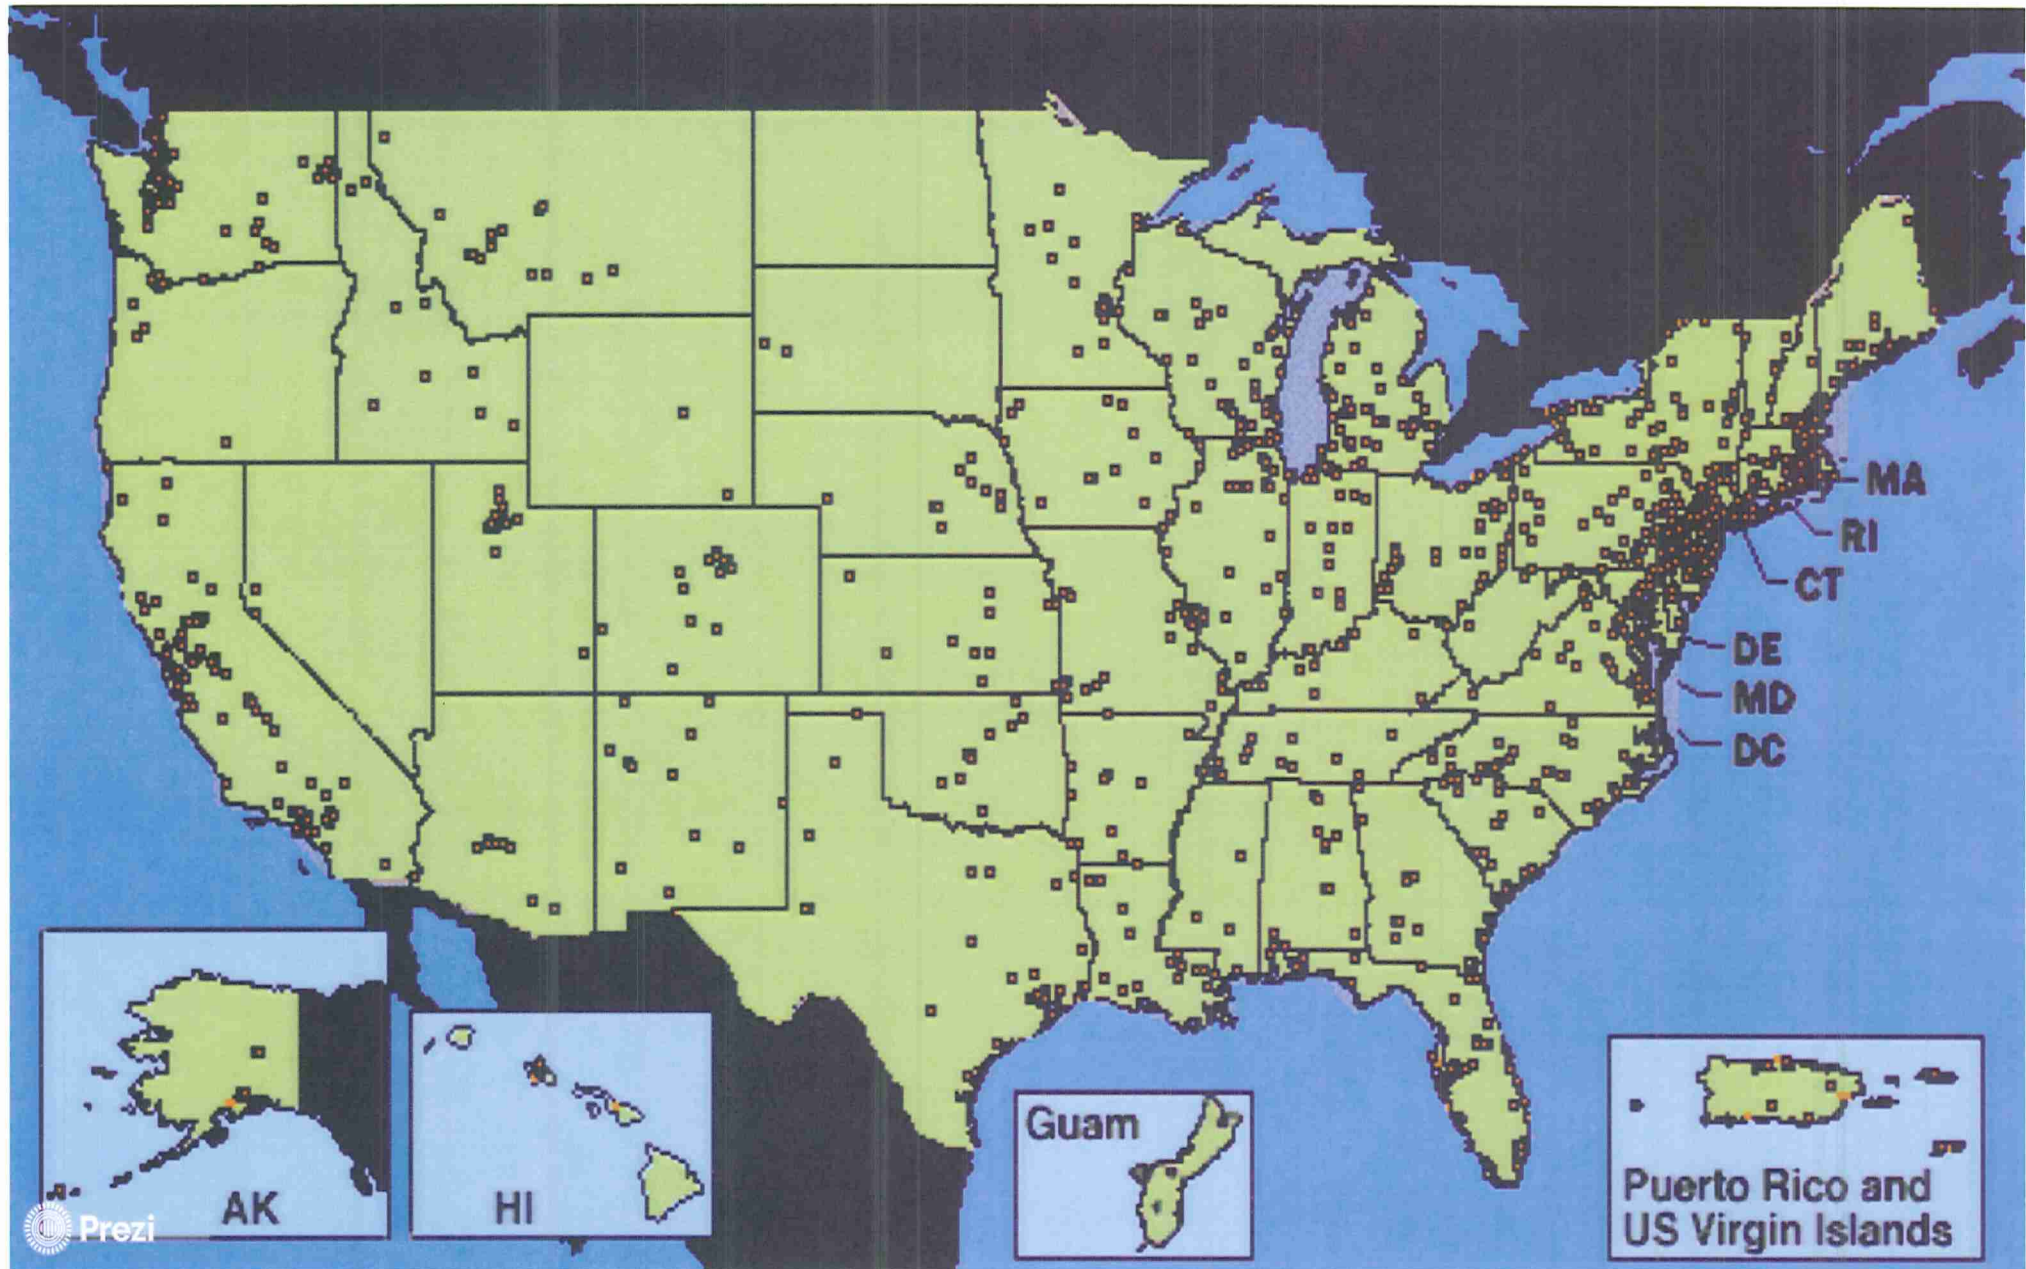 MA
RI
CT
DE
MD
DC
AK
HI
Guam
Puerto Rico and
US Virgin Islands
Prezi